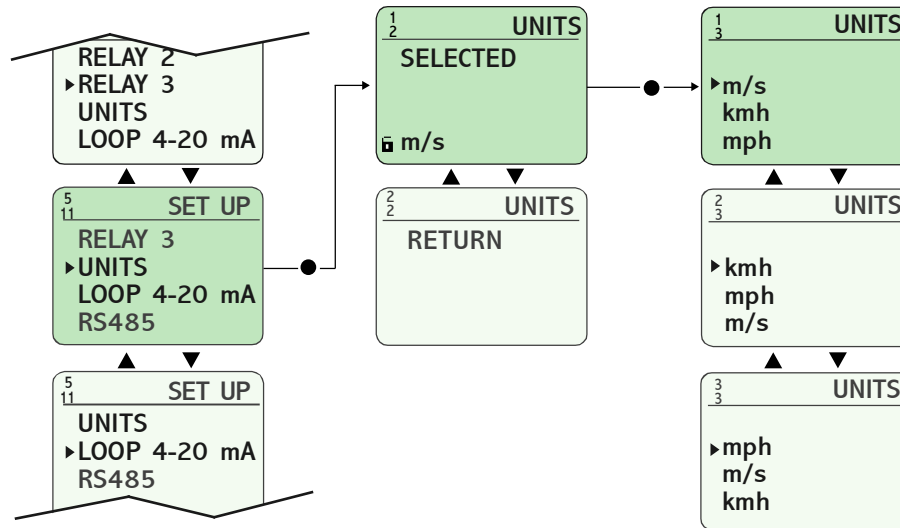 RELAY 2
▸RELAY 3
UNITS
LOOP 4-20 mA
5
11
SET UP
RELAY 3
▸UNITS
LOOP 4-20 mA
RS485
5
11
SET UP
UNITS
▸LOOP 4-20 mA
RS485
1
2
UNITS
SELECTED
m/s
2
2
UNITS
RETURN
1
3
UNITS
▸m/s
kmh
mph
2
3
UNITS
▸kmh
mph
m/s
3
3
UNITS
▸mph
m/s
kmh